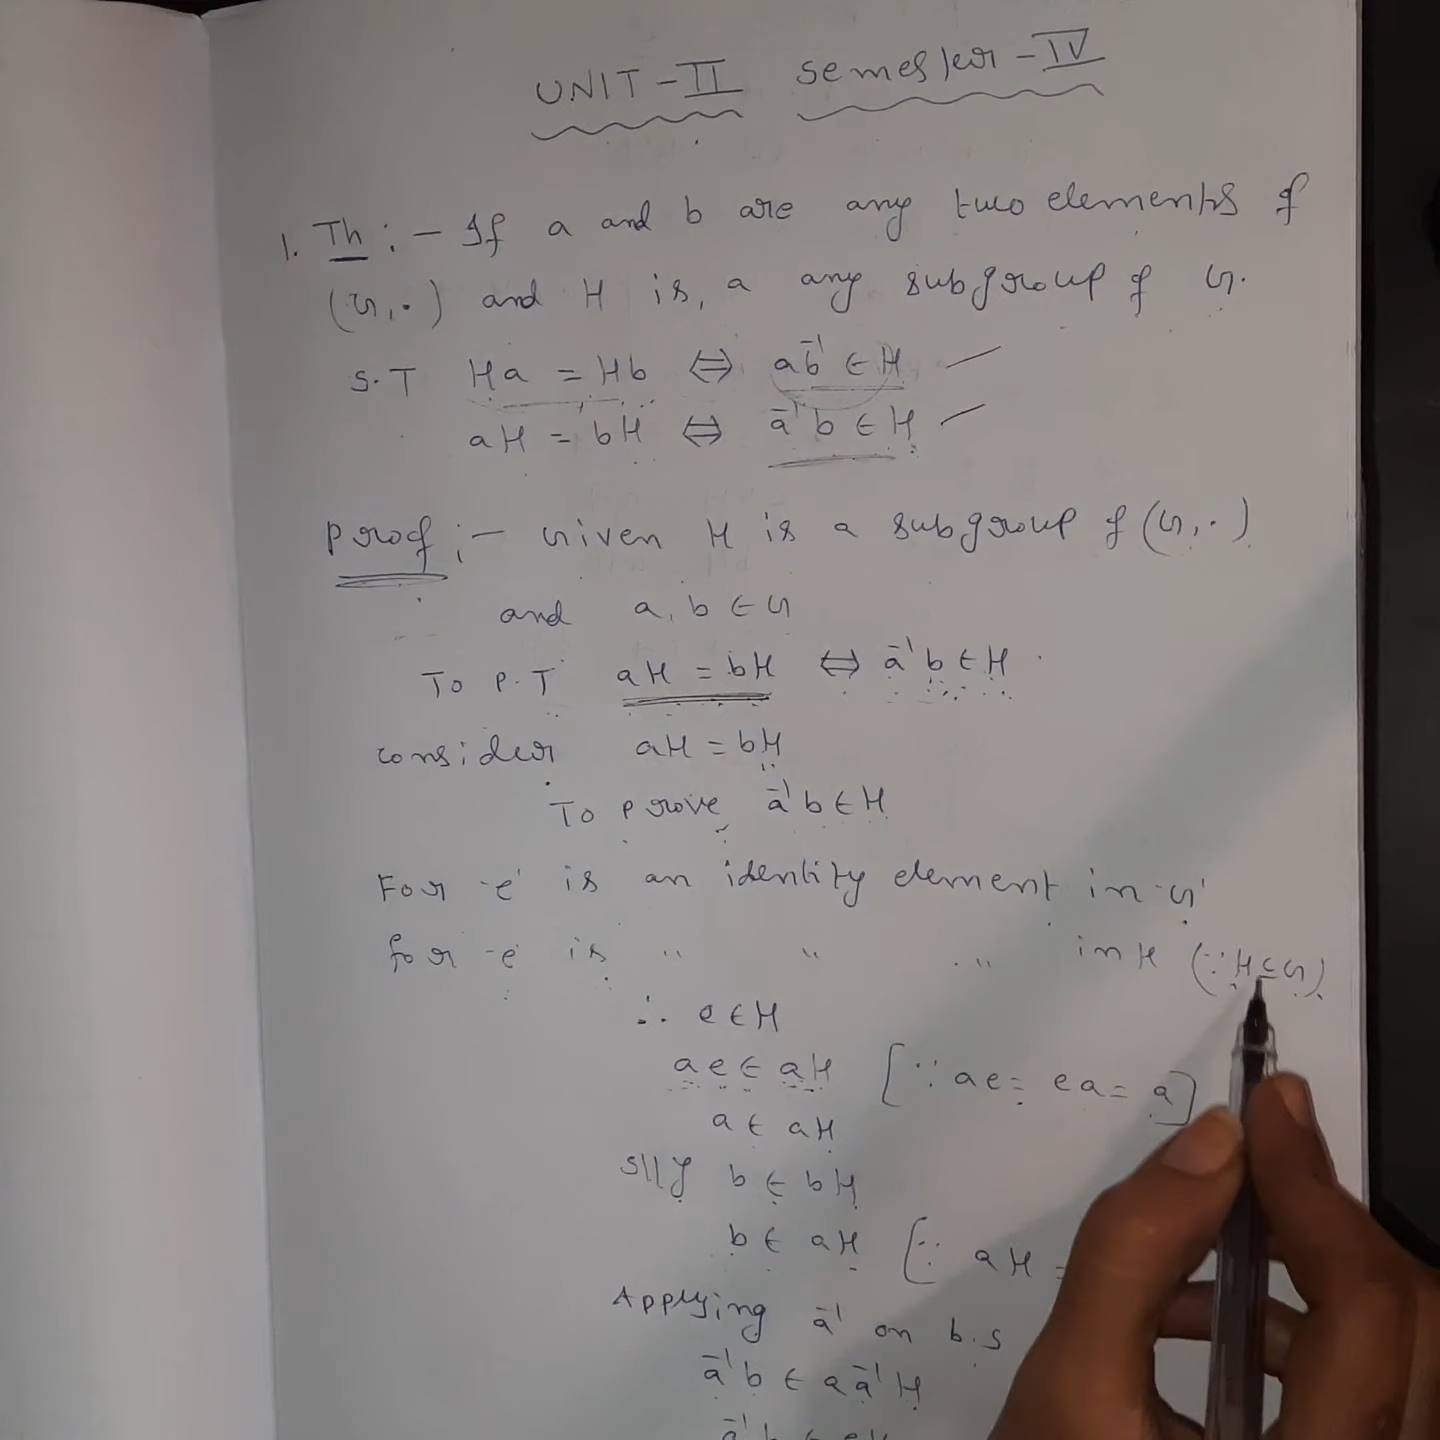 UNIT-II Semester-IV
1. Th:- If a and b are any two elements of
(G,.) and H is, a any subgroup of G.
S.T Ha = Hb ⇔ ab⁻¹ ∈ H
aH = bH ⇔ a⁻¹b ∈ H
Proof:- Given H is a subgroup of (G,.)
and a, b ∈ G
To P.T aH = bH ⇔ a⁻¹b ∈ H.
consider aH = bH
To prove a⁻¹b ∈ H
For 'e' is an identity element in 'G'
for 'e' is " " " in H (∵ H ⊆ G)
∴ e ∈ H
ae ∈ aH [∵ ae = ea = a]
a ∈ aH
Slly b ∈ bH
b ∈ aH [∵ aH =
Applying a⁻¹ on b.s
a⁻¹b ∈ aa⁻¹H
a⁻¹b ∈ eH